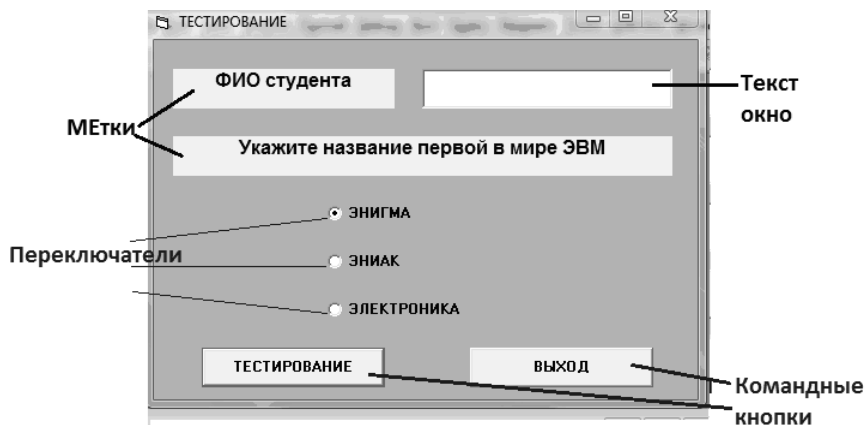 ТЕСТИРОВАНИЕ
ФИО студента
Текст
окно
МЕтки
Укажите название первой в мире ЭВМ
ЭНИГМА
Переключатели
ЭНИАК
ЭЛЕКТРОНИКА
ТЕСТИРОВАНИЕ
ВЫХОД
Командные
кнопки